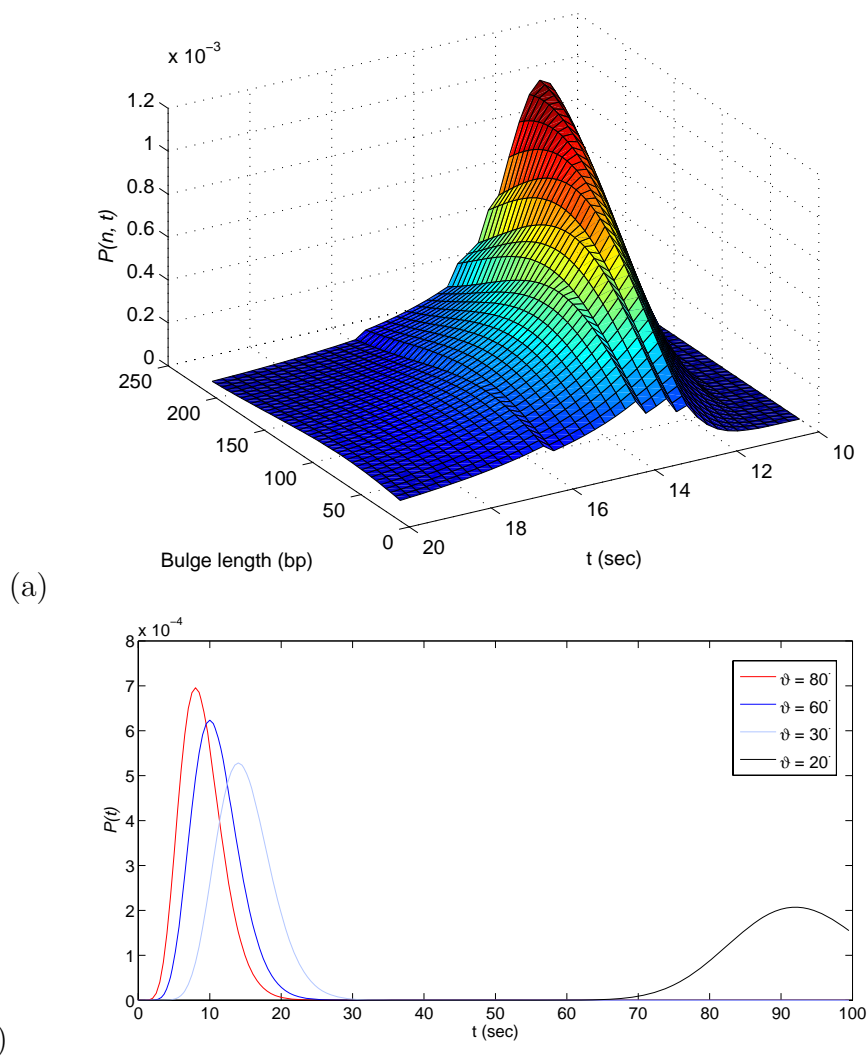 x 10⁻³
1.2
1
0.8
0.6
0.4
0.2
0
P(n, t)
250
200
150
100
50
0
Bulge length (bp)
20
18
16
14
12
10
t (sec)
(a)
x 10⁻⁴
8
7
6
5
4
3
2
1
0
P(t)
ϑ = 80˙
ϑ = 60˙
ϑ = 30˙
ϑ = 20˙
0 10 20 30 40 50 60 70 80 90 100
t (sec)
)